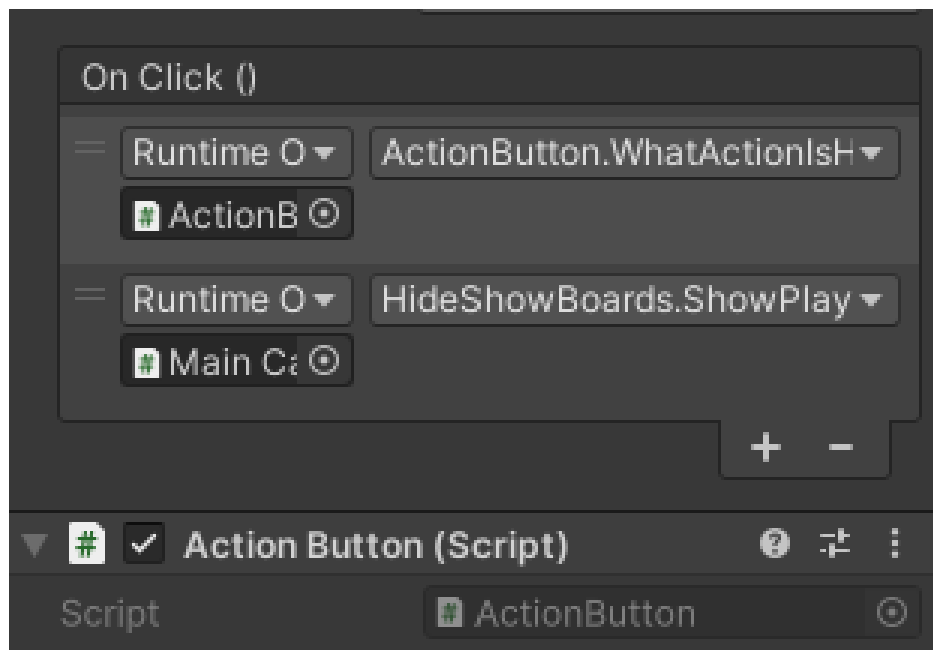 On Click ()
Runtime O ActionButton.WhatActionIsH
# ActionB
Runtime O HideShowBoards.ShowPlay
# Main Ca
+ −
# Action Button (Script)
Script # ActionButton